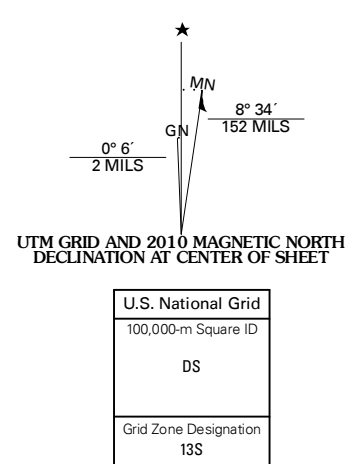 MN
GN
8° 34´
152 MILS
0° 6´
2 MILS
UTM GRID AND 2010 MAGNETIC NORTH
DECLINATION AT CENTER OF SHEET
U.S. National Grid
100,000-m Square ID
DS
Grid Zone Designation
13S